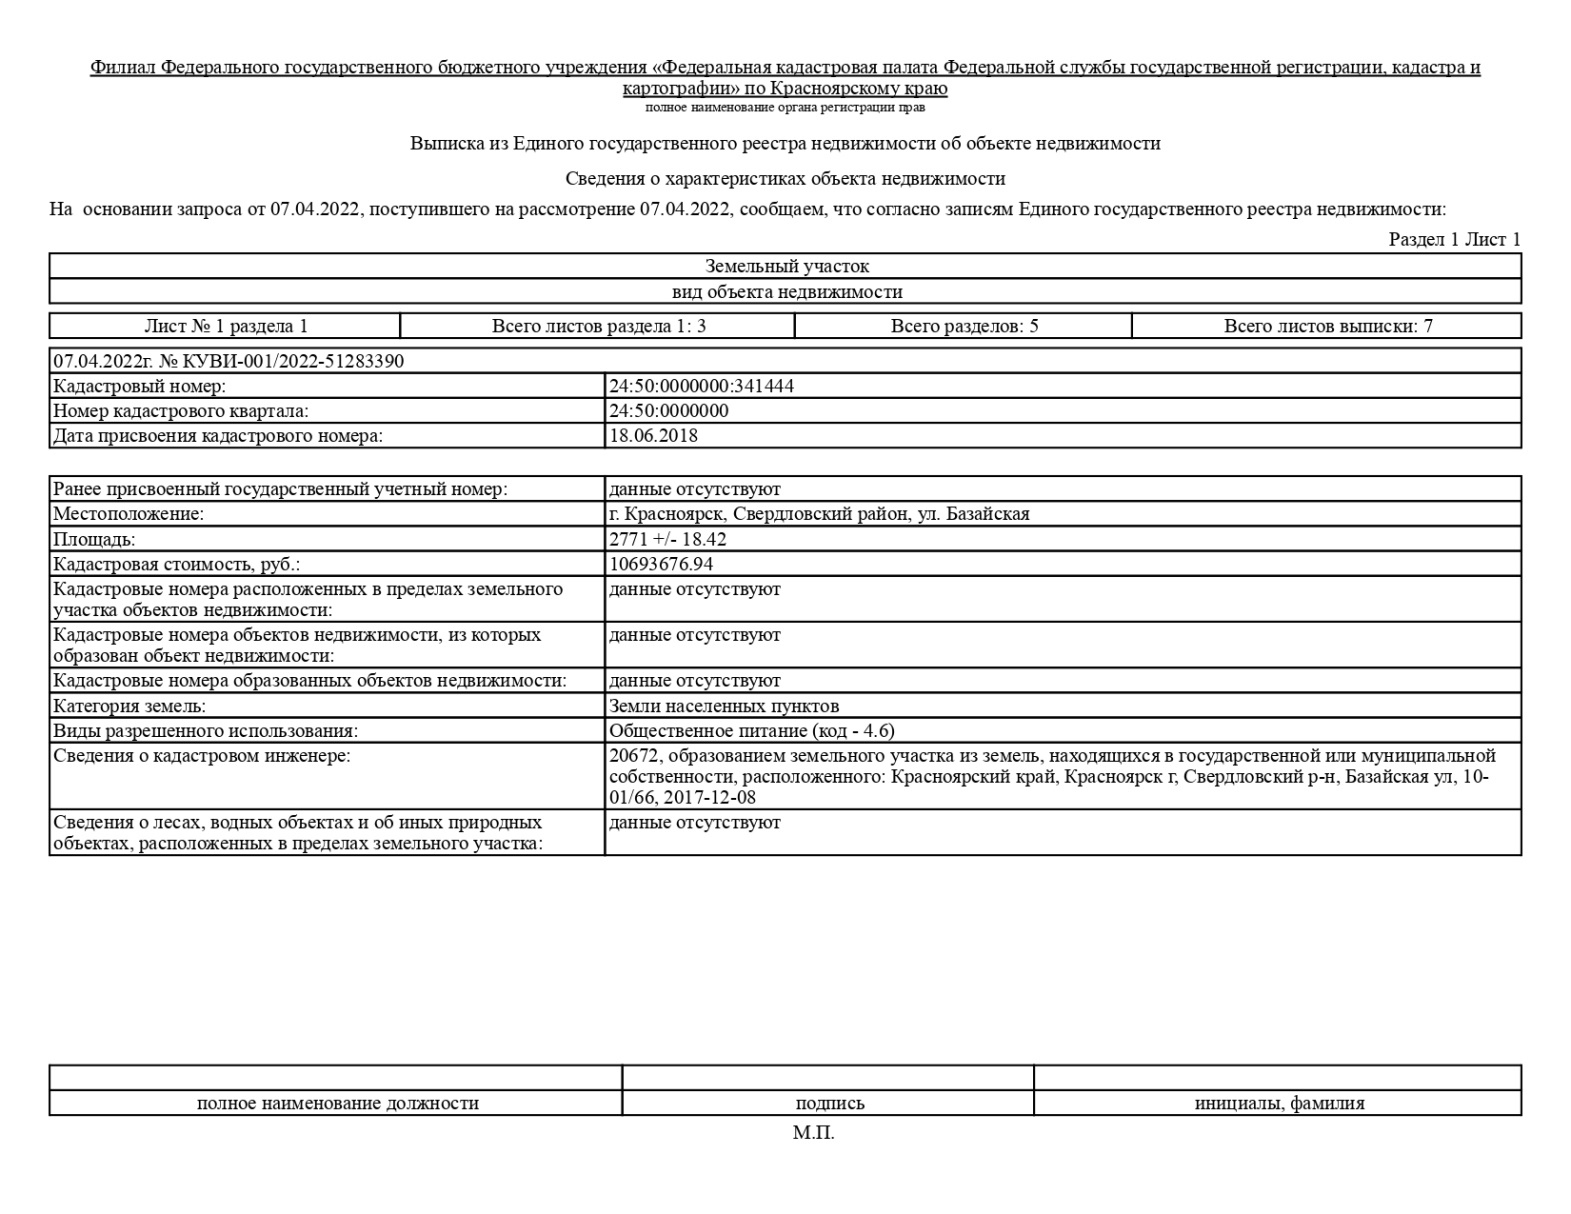 Филиал Федерального государственного бюджетного учреждения «Федеральная кадастровая палата Федеральной службы государственной регистрации, кадастра и
картографии» по Красноярскому краю
полное наименование органа регистрации прав
Выписка из Единого государственного реестра недвижимости об объекте недвижимости
Сведения о характеристиках объекта недвижимости
На  основании запроса от 07.04.2022, поступившего на рассмотрение 07.04.2022, сообщаем, что согласно записям Единого государственного реестра недвижимости:
Раздел 1 Лист 1
Земельный участок
вид объекта недвижимости
Лист № 1 раздела 1 Всего листов раздела 1: 3 Всего разделов: 5 Всего листов выписки: 7
07.04.2022г. № КУВИ-001/2022-51283390
Кадастровый номер: 24:50:0000000:341444
Номер кадастрового квартала: 24:50:0000000
Дата присвоения кадастрового номера: 18.06.2018
Ранее присвоенный государственный учетный номер: данные отсутствуют
Местоположение: г. Красноярск, Свердловский район, ул. Базайская
Площадь: 2771 +/- 18.42
Кадастровая стоимость, руб.: 10693676.94
Кадастровые номера расположенных в пределах земельного данные отсутствуют
участка объектов недвижимости:
Кадастровые номера объектов недвижимости, из которых данные отсутствуют
образован объект недвижимости:
Кадастровые номера образованных объектов недвижимости: данные отсутствуют
Категория земель: Земли населенных пунктов
Виды разрешенного использования: Общественное питание (код - 4.6)
Сведения о кадастровом инженере: 20672, образованием земельного участка из земель, находящихся в государственной или муниципальной
собственности, расположенного: Красноярский край, Красноярск г, Свердловский р-н, Базайская ул, 10-
01/66, 2017-12-08
Сведения о лесах, водных объектах и об иных природных данные отсутствуют
объектах, расположенных в пределах земельного участка:
полное наименование должности подпись инициалы, фамилия
М.П.